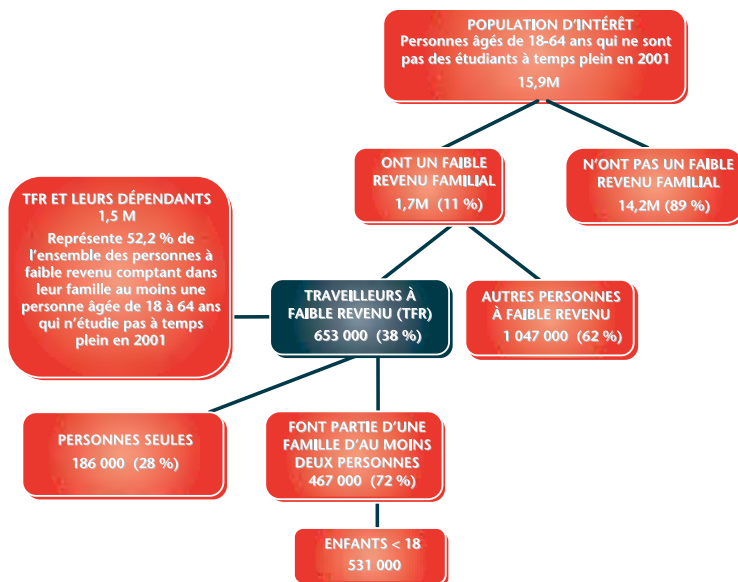 POPULATION D'INTÉRÊT
Personnes âgés de 18-64 ans qui ne sont
pas des étudiants à temps plein en 2001
15,9M
ONT UN FAIBLE
REVENU FAMILIAL
1,7M (11 %)
N'ONT PAS UN FAIBLE
REVENU FAMILIAL
14,2M (89 %)
TFR ET LEURS DÉPENDANTS
1,5 M
Représente 52,2 % de
l'ensemble des personnes à
faible revenu comptant dans
leur famille au moins une
personne âgée de 18 à 64 ans
qui n'étudie pas à temps
plein en 2001
TRAVEILLEURS À
FAIBLE REVENU (TFR)
653 000 (38 %)
AUTRES PERSONNES
À FAIBLE REVENU
1 047 000 (62 %)
PERSONNES SEULES
186 000 (28 %)
FONT PARTIE D'UNE
FAMILLE D'AU MOINS
DEUX PERSONNES
467 000 (72 %)
ENFANTS < 18
531 000